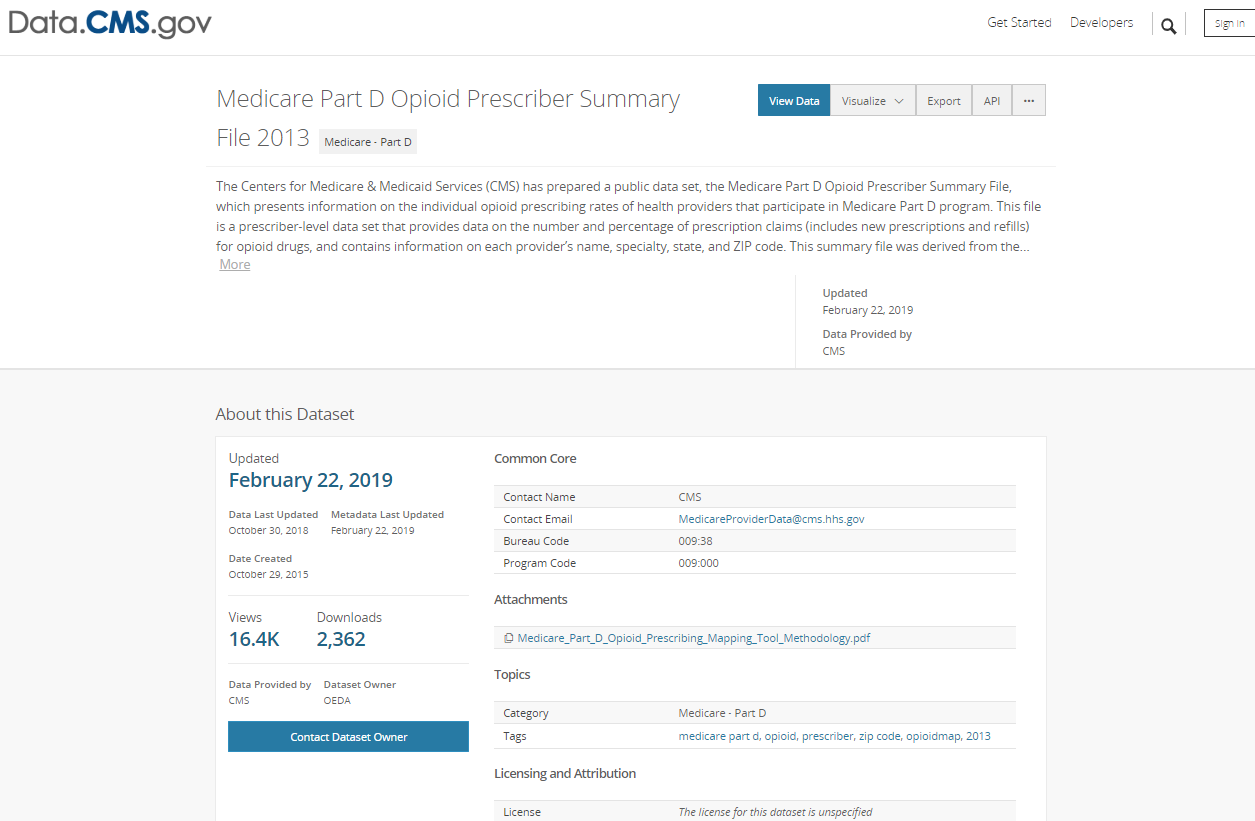 Data.CMS.gov
Get Started Developers Sign In
Medicare Part D Opioid Prescriber Summary
File 2013 Medicare - Part D
View Data Visualize Export API ...
The Centers for Medicare & Medicaid Services (CMS) has prepared a public data set, the Medicare Part D Opioid Prescriber Summary File,
which presents information on the individual opioid prescribing rates of health providers that participate in Medicare Part D program. This file
is a prescriber-level data set that provides data on the number and percentage of prescription claims (includes new prescriptions and refills)
for opioid drugs, and contains information on each provider’s name, specialty, state, and ZIP code. This summary file was derived from the...
More
Updated
February 22, 2019
Data Provided by
CMS
About this Dataset
Updated
February 22, 2019
Data Last Updated Metadata Last Updated
October 30, 2018 February 22, 2019
Date Created
October 29, 2015
Views Downloads
16.4K 2,362
Data Provided by Dataset Owner
CMS OEDA
Contact Dataset Owner
Common Core
Contact Name CMS
Contact Email MedicareProviderData@cms.hhs.gov
Bureau Code 009:38
Program Code 009:000
Attachments
Medicare_Part_D_Opioid_Prescribing_Mapping_Tool_Methodology.pdf
Topics
Category Medicare - Part D
Tags medicare part d, opioid, prescriber, zip code, opioidmap, 2013
Licensing and Attribution
License The license for this dataset is unspecified